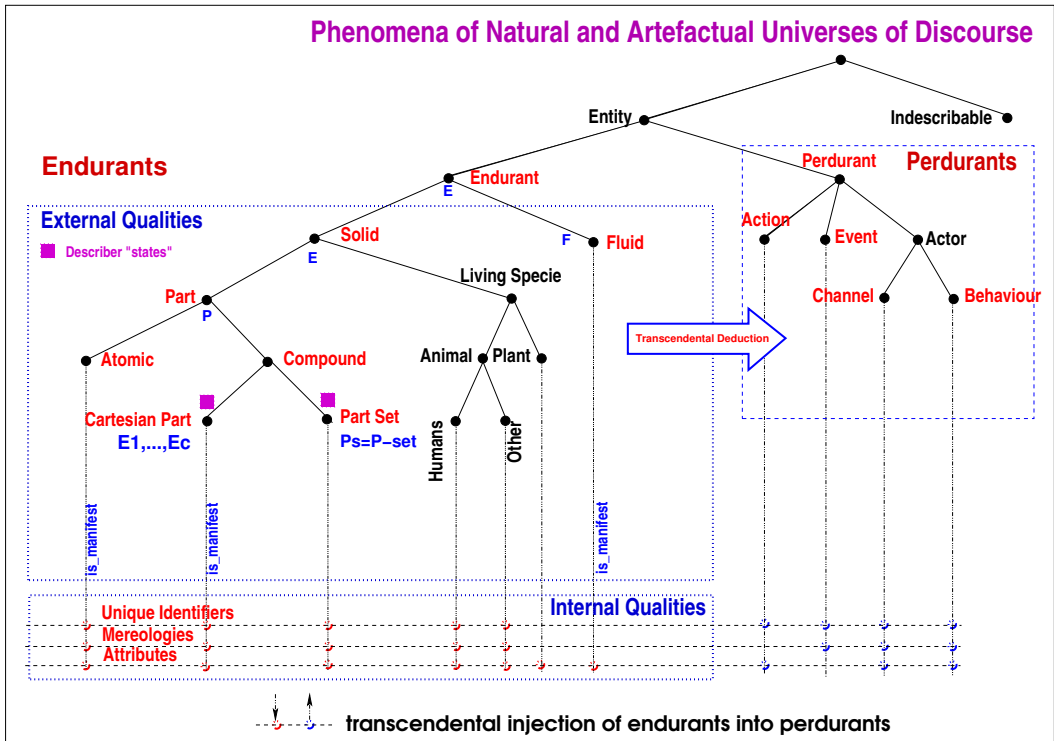 Phenomena of Natural and Artefactual Universes of Discourse
Entity
Indescribable
Endurants
Perdurant
Perdurants
Endurant
E
External Qualities
Describer "states"
Solid
E
F
Fluid
Action
Event
Actor
Living Specie
Part
P
Channel
Behaviour
Transcendental Deduction
Atomic
Compound
Animal
Plant
Cartesian Part
E1,...,Ec
Part Set
Ps=P-set
Humans
Other
is_manifest
is_manifest
is_manifest
Unique Identifiers
Internal Qualities
Mereologies
Attributes
transcendental injection of endurants into perdurants